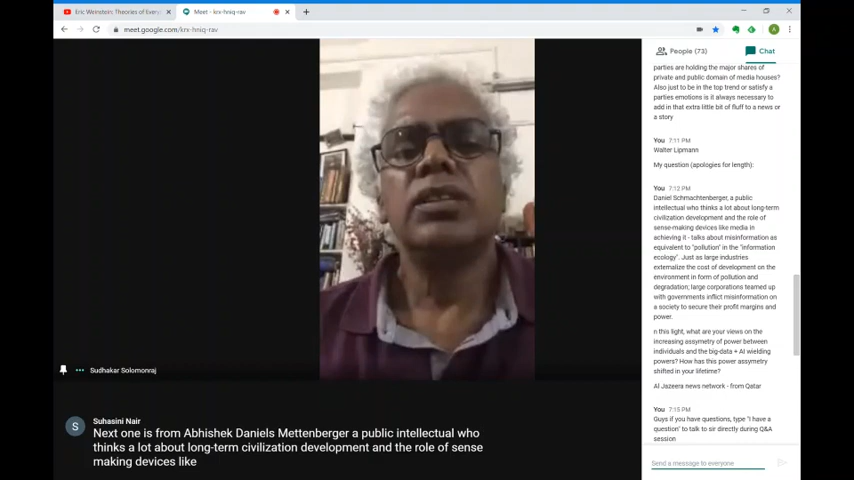 Eric Weinstein: Theories of Every
Meet - knr-hniq-rav
meet.google.com/knr-hniq-rav
A
People (73)
Chat
parties are holding the major shares of
private and public domain of media houses?
Also just to be in the top trend or satisfy a
parties emotions is it always necessary to
add in that extra little bit of fluff to a news or
a story
You 7:11 PM
Walter Lipmann
My question (apologies for length):
You 7:12 PM
Daniel Schmachtenberger, a public
intellectual who thinks a lot about long-term
civilization development and the role of
sense-making devices like media in
achieving it - talks about misinformation as
equivalent to "pollution" in the "information
ecology". Just as large industries
externalize the cost of development on the
environment in form of pollution and
degradation; large corporations teamed up
with governments inflict misinformation on
a society to secure their profit margins and
power.
n this light, what are your views on the
increasing assymetry of power between
individuals and the big-data + AI wielding
powers? How has this power assymetry
shifted in your lifetime?
Al Jazeera news network - from Qatar
You 7:15 PM
Guys if you have questions, type "I have a
question" to talk to sir directly during Q&A
session
Send a message to everyone
Sudhakar Solomonraj
S
Suhasini Nair
Next one is from Abhishek Daniels Mettenberger a public intellectual who
thinks a lot about long-term civilization development and the role of sense
making devices like